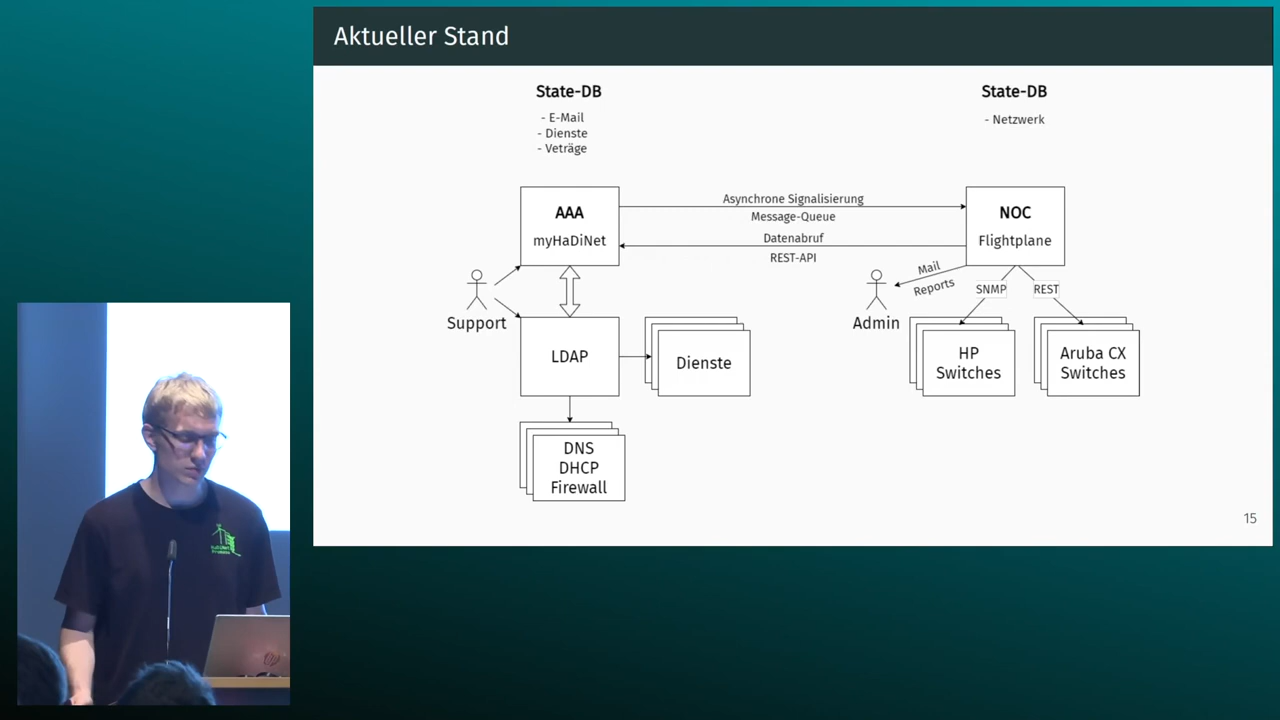 Aktueller Stand
State-DB
- E-Mail
- Dienste
- Veträge
State-DB
- Netzwerk
AAA
myHaDiNet
Asynchrone Signalisierung
Message-Queue
Datenabruf
REST-API
NOC
Flightplane
Support
Admin
Mail
Reports
SNMP
REST
LDAP
Dienste
HP
Switches
Aruba CX
Switches
DNS
DHCP
Firewall
15